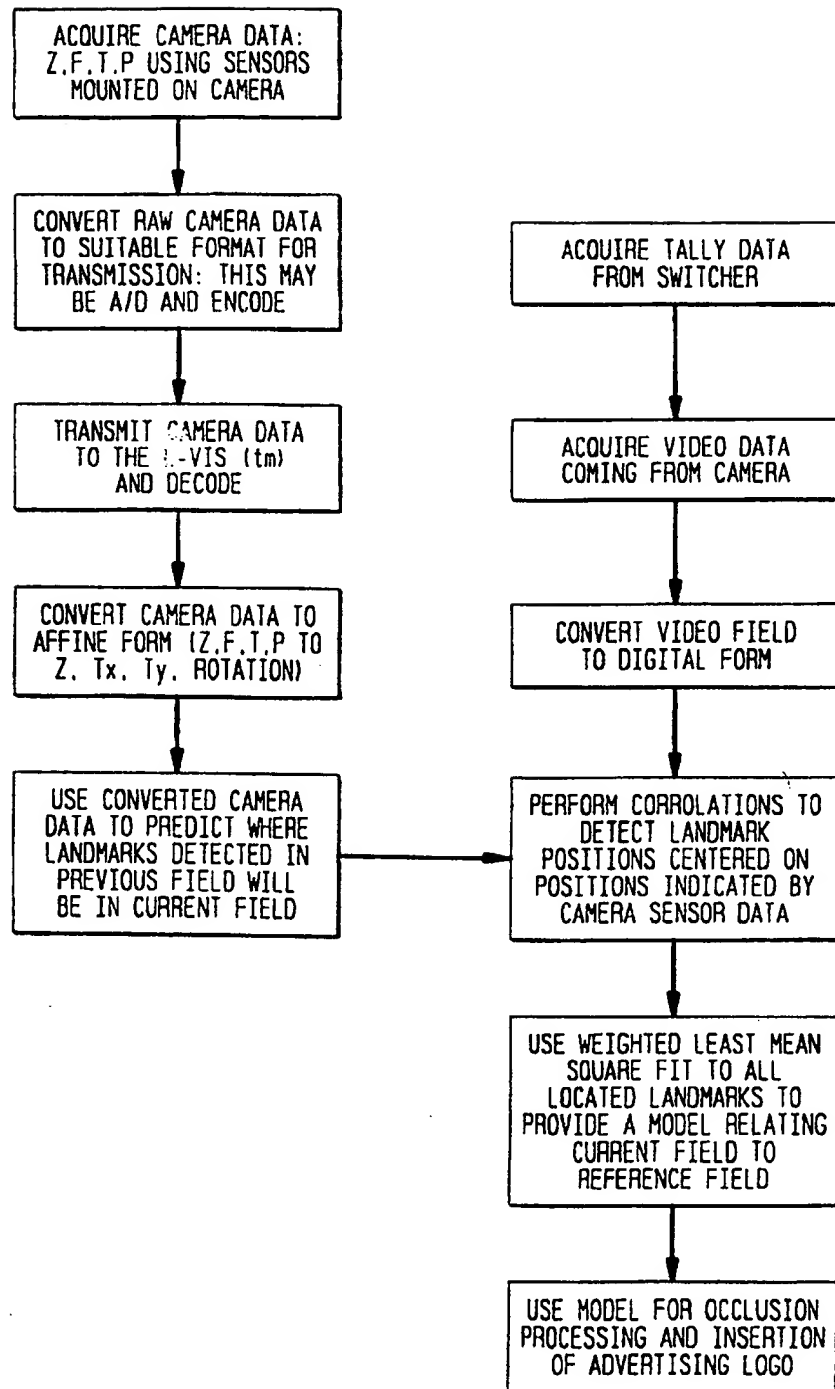 ACQUIRE CAMERA DATA:
Z,F,T,P USING SENSORS
MOUNTED ON CAMERA
CONVERT RAW CAMERA DATA
TO SUITABLE FORMAT FOR
TRANSMISSION: THIS MAY
BE A/D AND ENCODE
TRANSMIT CAMERA DATA
TO THE -VIS (tm)
AND DECODE
CONVERT CAMERA DATA TO
AFFINE FORM (Z,F,T,P TO
Z, Tx, Ty, ROTATION)
USE CONVERTED CAMERA
DATA TO PREDICT WHERE
LANDMARKS DETECTED IN
PREVIOUS FIELD WILL
BE IN CURRENT FIELD
ACQUIRE TALLY DATA
FROM SWITCHER
ACQUIRE VIDEO DATA
COMING FROM CAMERA
CONVERT VIDEO FIELD
TO DIGITAL FORM
PERFORM CORROLATIONS TO
DETECT LANDMARK
POSITIONS CENTERED ON
POSITIONS INDICATED BY
CAMERA SENSOR DATA
USE WEIGHTED LEAST MEAN
SQUARE FIT TO ALL
LOCATED LANDMARKS TO
PROVIDE A MODEL RELATING
CURRENT FIELD TO
REFERENCE FIELD
USE MODEL FOR OCCLUSION
PROCESSING AND INSERTION
OF ADVERTISING LOGO